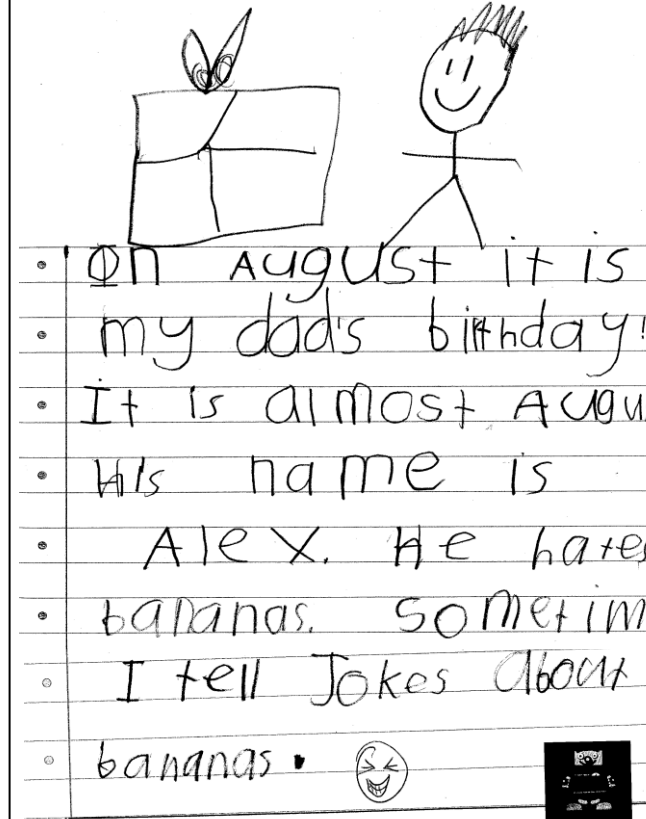 On August it is
my dad's birthday!
It is almost Augu
His name is
Alex. He hates
bananas. Sometim
I tell Jokes About
bananas.